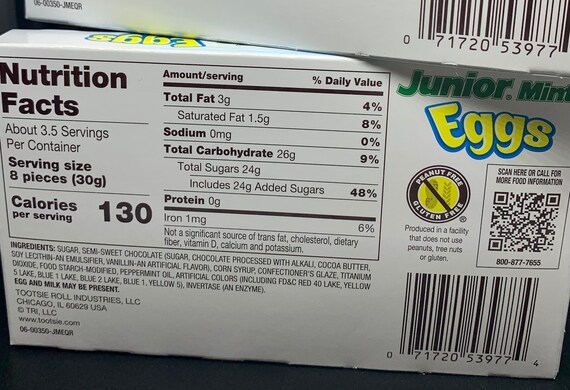 06-00350-JMEQR
0 71720 53977
Eggs
Nutrition
Facts
About 3.5 Servings
Per Container
Serving size
8 pieces (30g)
Calories
per serving
130
Amount/serving % Daily Value
Total Fat 3g 4%
Saturated Fat 1.5g 8%
Sodium 0mg 0%
Total Carbohydrate 26g 9%
Total Sugars 24g
Includes 24g Added Sugars 48%
Protein 0g
Iron 1mg 6%
Not a significant source of trans fat, cholesterol, dietary
fiber, vitamin D, calcium and potassium.
Junior Mint
Eggs
PEANUT FREE
GLUTEN FREE
®
Produced in a facility
that does not use
peanuts, tree nuts
or gluten.
SCAN HERE OR CALL FOR
MORE FOOD INFORMATION
800-877-7655
INGREDIENTS: SUGAR, SEMI-SWEET CHOCOLATE (SUGAR, CHOCOLATE PROCESSED WITH ALKALI, COCOA BUTTER,
SOY LECITHIN-AN EMULSIFIER, VANILLIN-AN ARTIFICIAL FLAVOR), CORN SYRUP, CONFECTIONER'S GLAZE, TITANIUM
DIOXIDE, FOOD STARCH-MODIFIED, PEPPERMINT OIL, ARTIFICIAL COLORS (INCLUDING FD&C RED 40 LAKE, YELLOW
5 LAKE, BLUE 1 LAKE, BLUE 2 LAKE, BLUE 1, YELLOW 5), INVERTASE (AN ENZYME).
EGG AND MILK MAY BE PRESENT.
TOOTSIE ROLL INDUSTRIES, LLC
CHICAGO, IL 60629 USA
© TRI, LLC
www.tootsie.com
06-00350-JMEQR
0 71720 53977 4